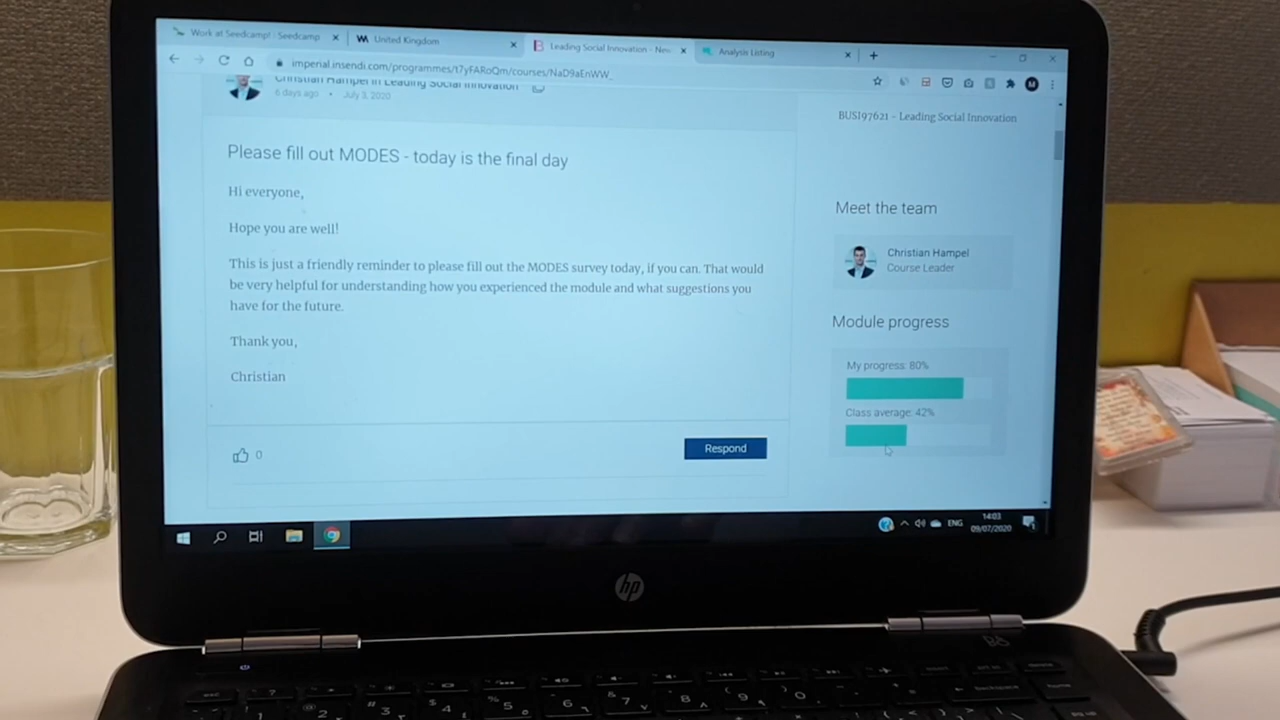 Work at Seedcamp! - Seedcamp
United Kingdom
Leading Social Innovation - New
Analysis Listing
imperial.insendi.com/programmes/t7yFARoQm/courses/NaD9aEnWW_
Christian Hampel in Leading Social Innovation
6 days ago • July 3, 2020
BUSI97621 - Leading Social Innovation
Please fill out MODES - today is the final day
Hi everyone,
Hope you are well!
This is just a friendly reminder to please fill out the MODES survey today, if you can. That would
be very helpful for understanding how you experienced the module and what suggestions you
have for the future.
Thank you,
Christian
0
Respond
Meet the team
Christian Hampel
Course Leader
Module progress
My progress: 80%
Class average: 42%
ENG
14:03
09/07/2020
hp
esc
backspace
home